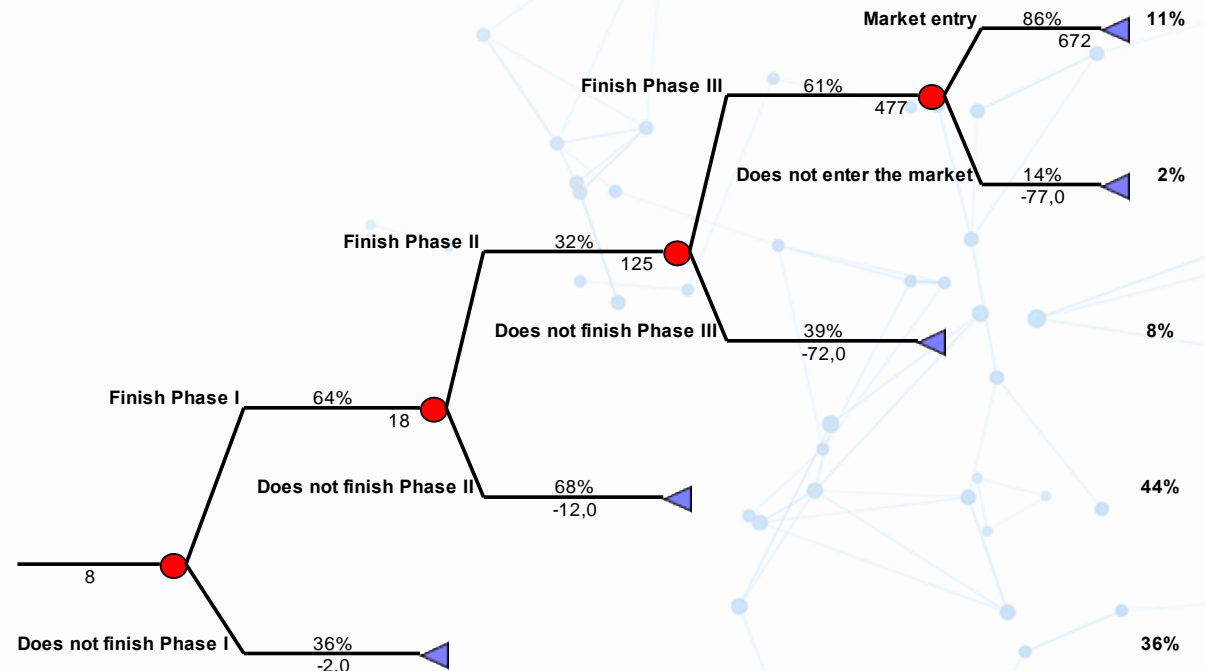 Market entry 86% 11%
672
Finish Phase III 61%
477
Does not enter the market 14% 2%
-77,0
Finish Phase II 32%
125
Does not finish Phase III 39% 8%
-72,0
Finish Phase I 64%
18
Does not finish Phase II 68% 44%
-12,0
8
Does not finish Phase I 36% 36%
-2,0